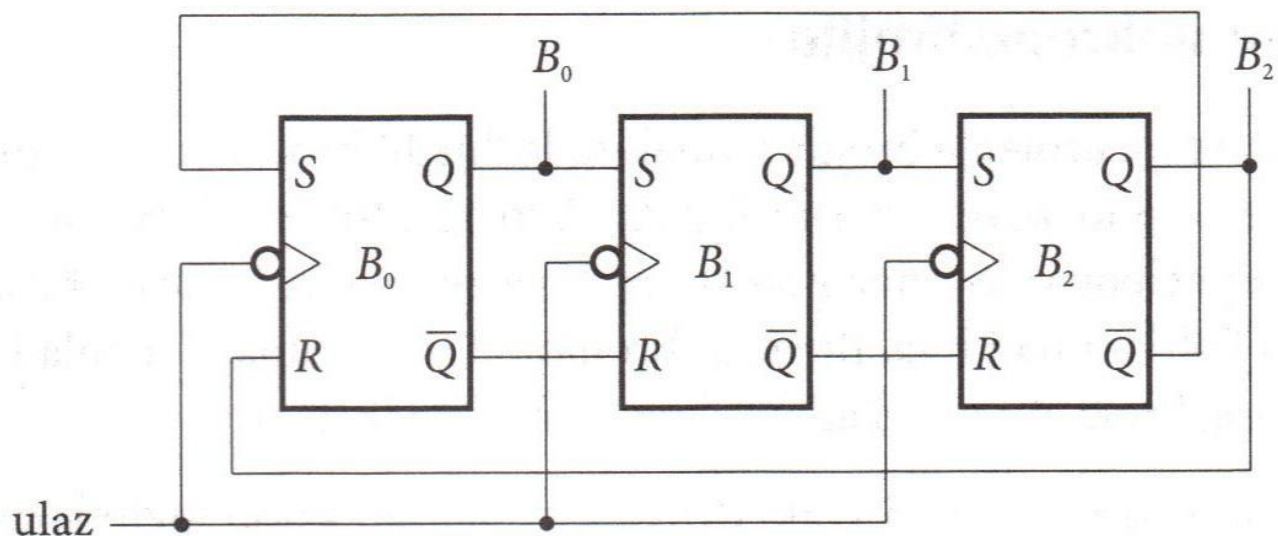 B₀ B₁ B₂
S Q S Q S Q
B₀ B₁ B₂
R Q̅ R Q̅ R Q̅
ulaz